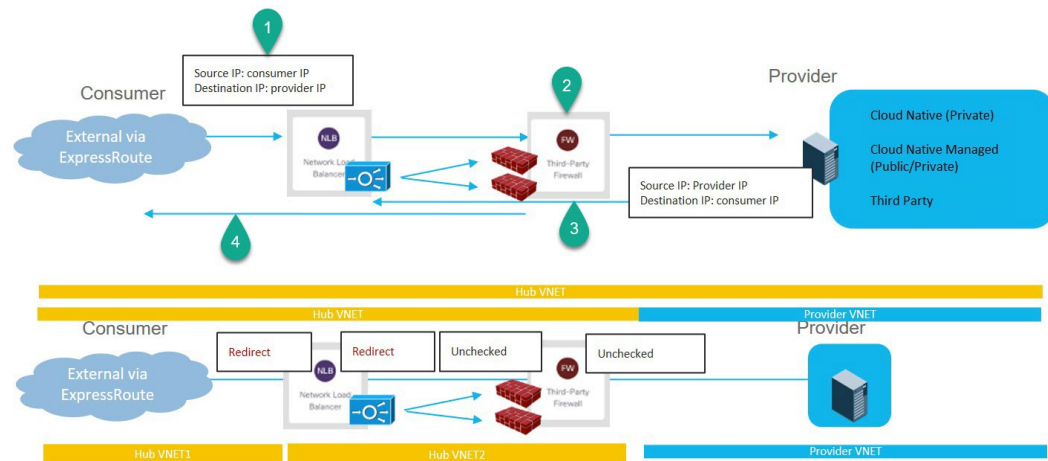 1
Source IP: consumer IP
Destination IP: provider IP
Consumer
External via
ExpressRoute
NLB
Network Load
Balancer
2
FW
Third-Party
Firewall
Provider
Cloud Native (Private)
Cloud Native Managed
(Public/Private)
Third Party
Source IP: Provider IP
Destination IP: consumer IP
3
4
Hub VNET
Hub VNET
Provider VNET
Consumer
Provider
External via
ExpressRoute
Redirect
Redirect
Unchecked
Unchecked
NLB
Network Load
Balancer
FW
Third-Party
Firewall
Hub VNET1
Hub VNET2
Provider VNET